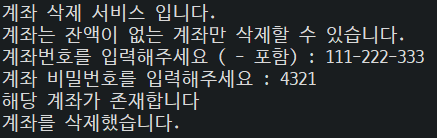 계좌 삭제 서비스 입니다.
계좌는 잔액이 없는 계좌만 삭제할 수 있습니다.
계좌번호를 입력해주세요 ( - 포함) : 111-222-333
계좌 비밀번호를 입력해주세요 : 4321
해당 계좌가 존재합니다
계좌를 삭제했습니다.